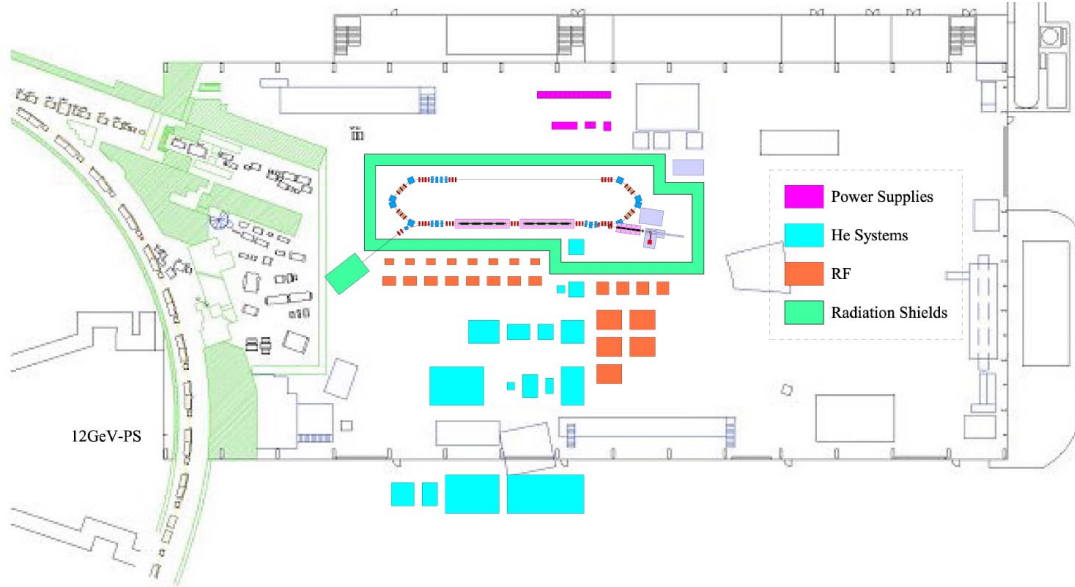 Power Supplies
He Systems
RF
Radiation Shields
12GeV-PS